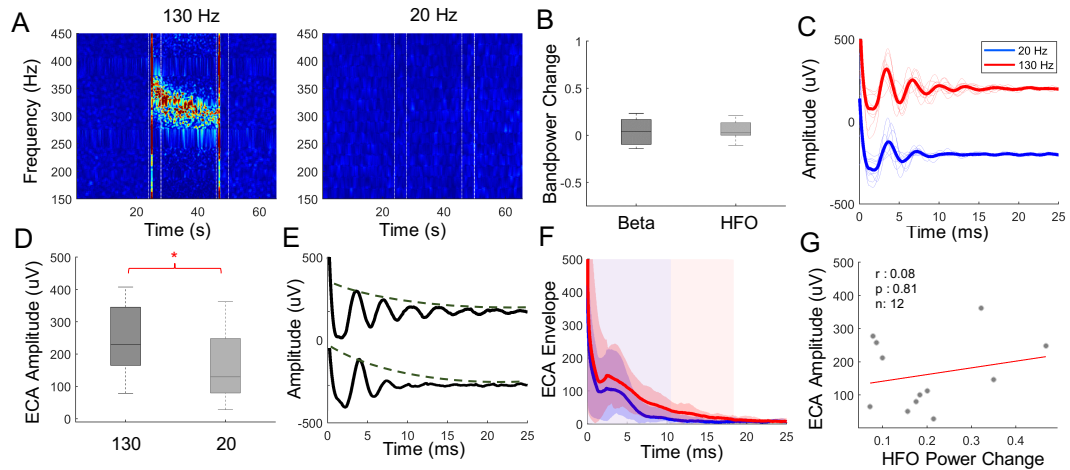 A
130 Hz
20 Hz
Frequency (Hz)
450
400
350
300
250
200
150
0
20
40
60
Time (s)
450
400
350
300
250
200
150
0
20
40
60
Time (s)
B
Bandpower Change
1
0.5
0
-0.5
Beta
HFO
C
Amplitude (uV)
500
0
-500
20 Hz
130 Hz
0
5
10
15
20
25
Time (ms)
D
ECA Amplitude (uV)
500
400
300
200
100
0
*
130
20
E
Amplitude (uV)
500
0
-500
0
5
10
15
20
25
Time (ms)
F
ECA Envelope
500
400
300
200
100
0
0
5
10
15
20
25
Time (ms)
G
ECA Amplitude (uV)
500
400
300
200
100
r : 0.08
p : 0.81
n: 12
0.1
0.2
0.3
0.4
HFO Power Change